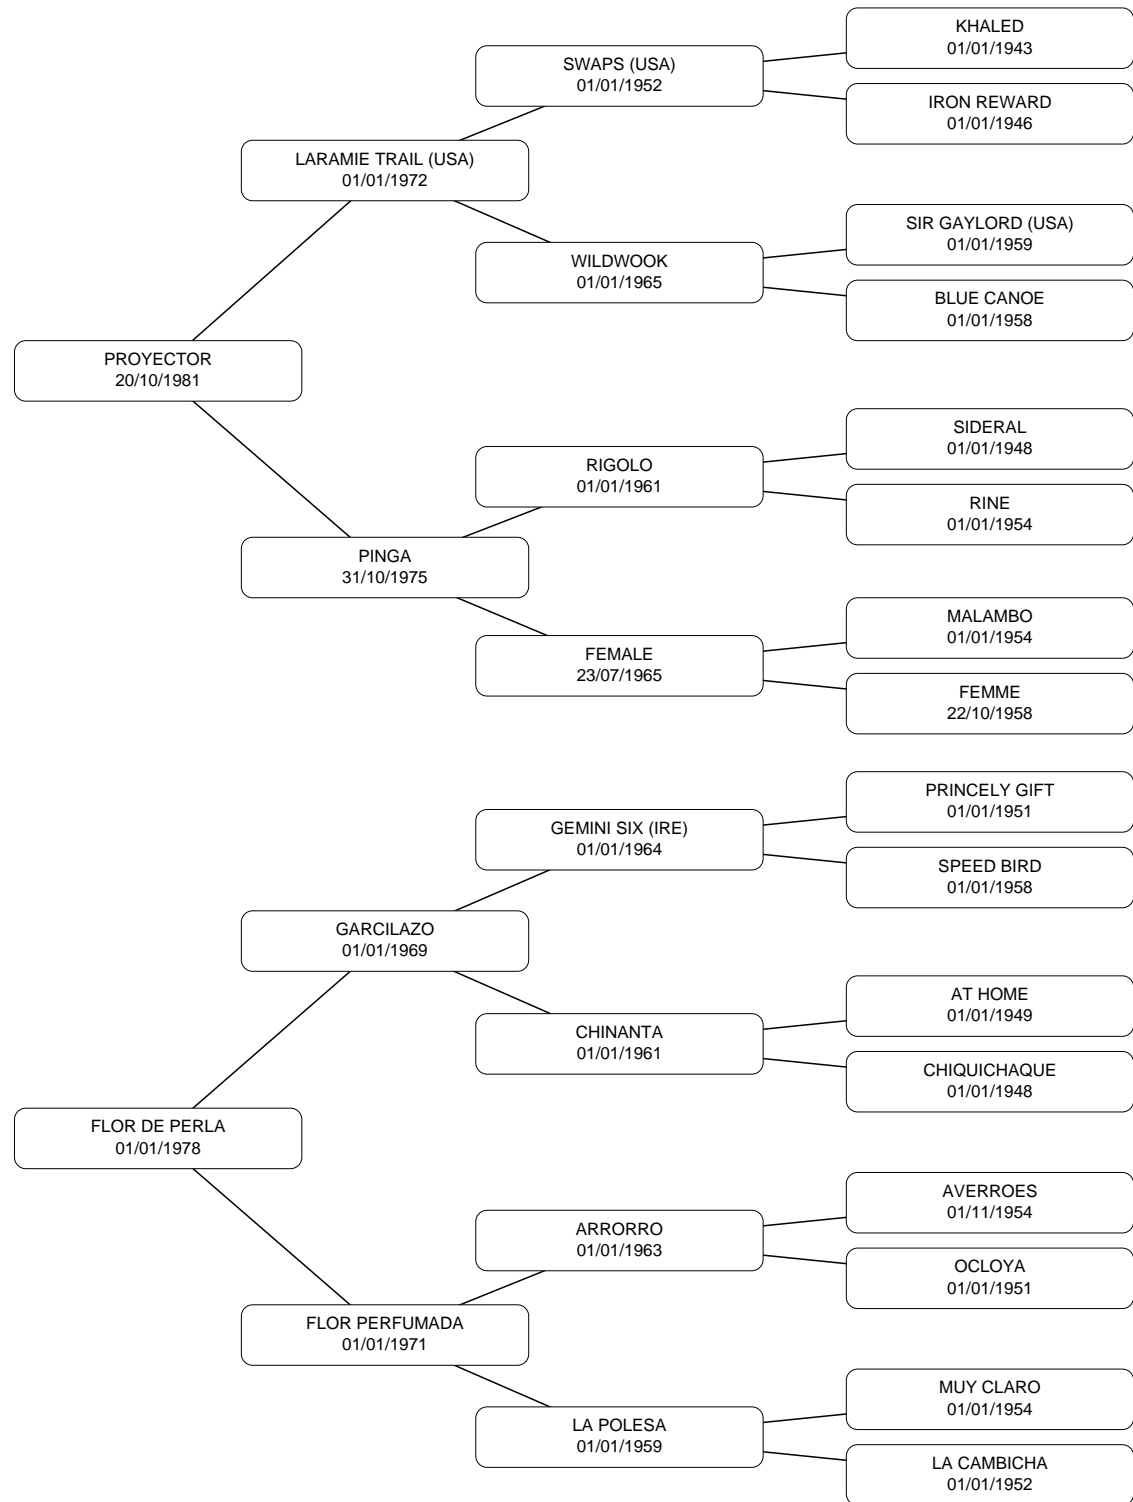 KHALED
01/01/1943
SWAPS (USA)
01/01/1952
IRON REWARD
01/01/1946
LARAMIE TRAIL (USA)
01/01/1972
SIR GAYLORD (USA)
01/01/1959
WILDWOOK
01/01/1965
BLUE CANOE
01/01/1958
PROYECTOR
20/10/1981
SIDERAL
01/01/1948
RIGOLO
01/01/1961
RINE
01/01/1954
PINGA
31/10/1975
MALAMBO
01/01/1954
FEMALE
23/07/1965
FEMME
22/10/1958
PRINCELY GIFT
01/01/1951
GEMINI SIX (IRE)
01/01/1964
SPEED BIRD
01/01/1958
GARCILAZO
01/01/1969
AT HOME
01/01/1949
CHINANTA
01/01/1961
CHIQUICHAQUE
01/01/1948
FLOR DE PERLA
01/01/1978
AVERROES
01/11/1954
ARRORRO
01/01/1963
OCLOYA
01/01/1951
FLOR PERFUMADA
01/01/1971
MUY CLARO
01/01/1954
LA POLESA
01/01/1959
LA CAMBICHA
01/01/1952